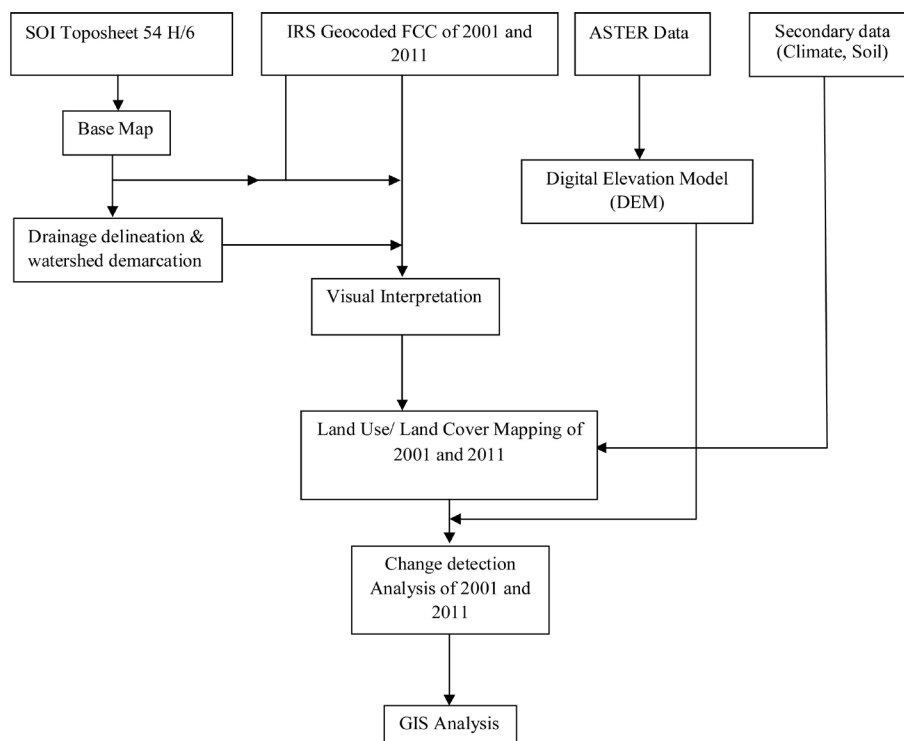 SOI Toposheet 54 H/6
IRS Geocoded FCC of 2001 and
2011
ASTER Data
Secondary data
(Climate, Soil)
Base Map
Digital Elevation Model
(DEM)
Drainage delineation &
watershed demarcation
Visual Interpretation
Land Use/ Land Cover Mapping of
2001 and 2011
Change detection
Analysis of 2001 and
2011
GIS Analysis